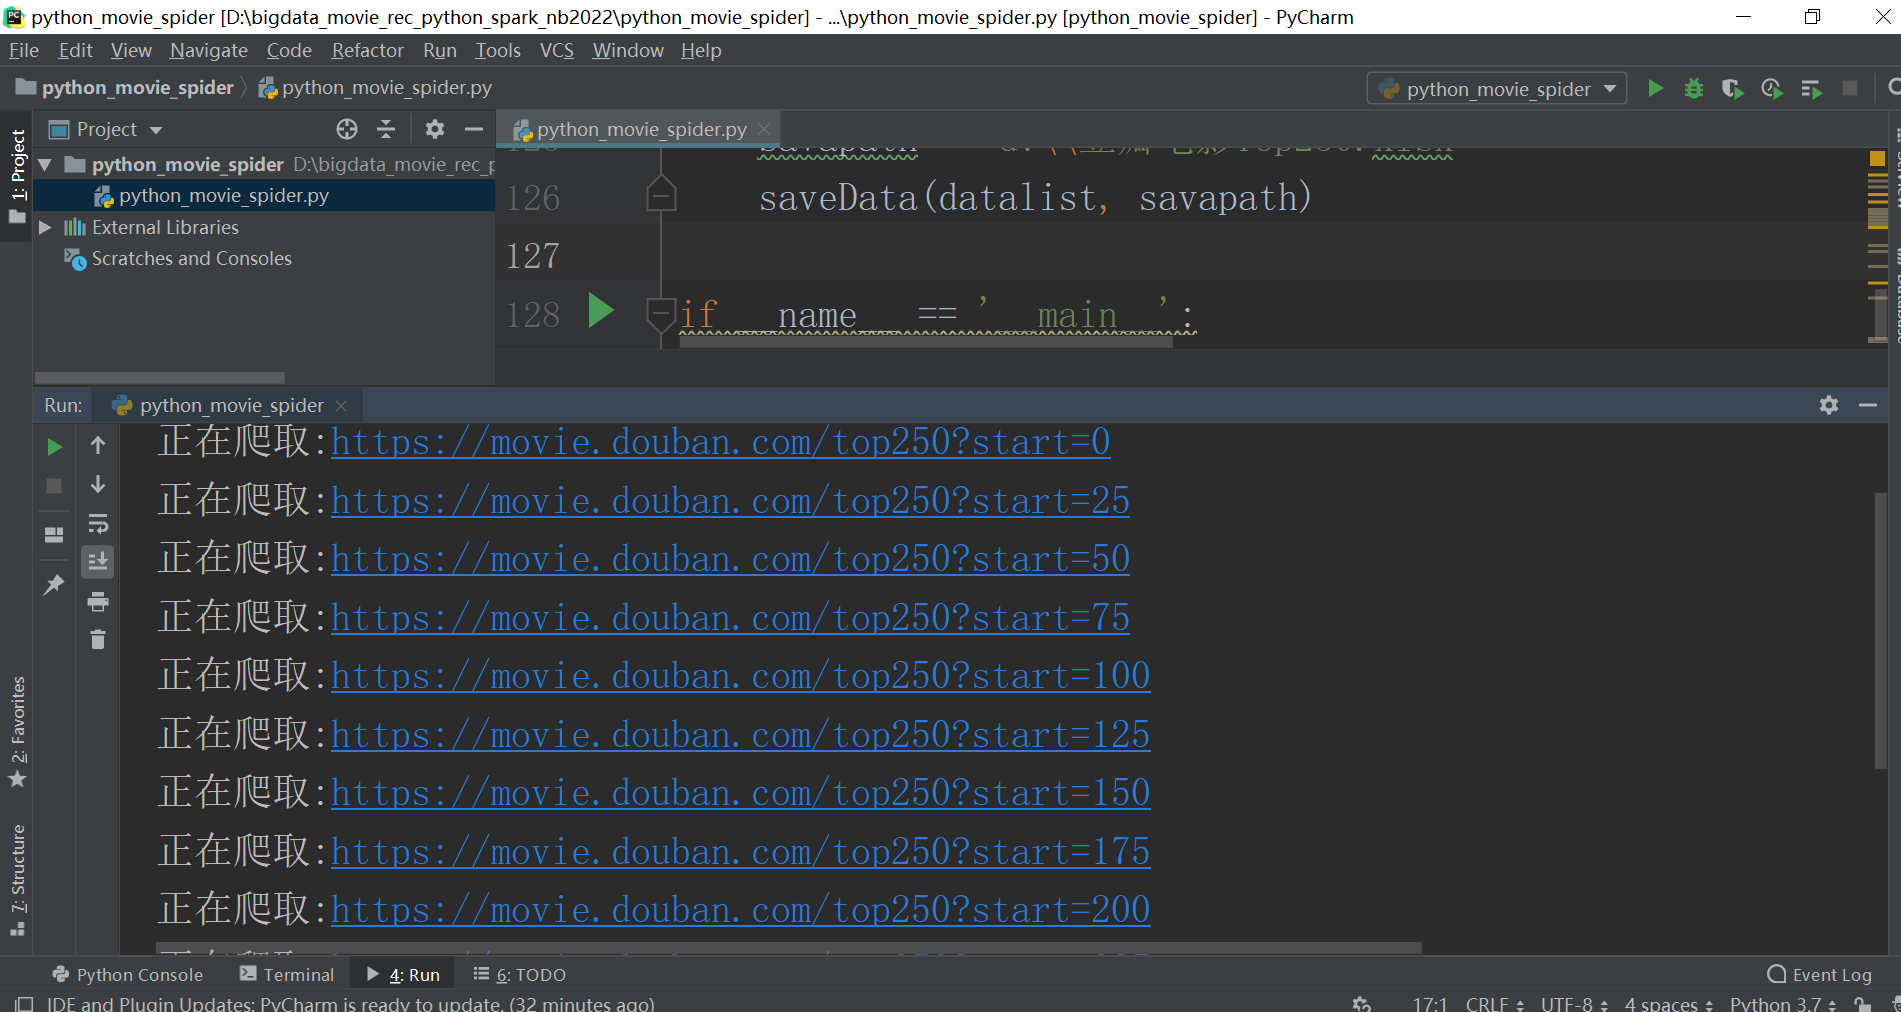 python_movie_spider [D:\bigdata_movie_rec_python_spark_nb2022\python_movie_spider] - ...\python_movie_spider.py [python_movie_spider] - PyCharm
File Edit View Navigate Code Refactor Run Tools VCS Window Help
python_movie_spider python_movie_spider.py
python_movie_spider
1: Project
Project
python_movie_spider.py
python_movie_spider D:\bigdata_movie_rec_p
python_movie_spider.py
External Libraries
Scratches and Consoles
126 saveData(datalist, savapath)
127
128 if __name__ == '__main__':
Run: python_movie_spider
正在爬取:https://movie.douban.com/top250?start=0
正在爬取:https://movie.douban.com/top250?start=25
正在爬取:https://movie.douban.com/top250?start=50
正在爬取:https://movie.douban.com/top250?start=75
正在爬取:https://movie.douban.com/top250?start=100
正在爬取:https://movie.douban.com/top250?start=125
正在爬取:https://movie.douban.com/top250?start=150
正在爬取:https://movie.douban.com/top250?start=175
正在爬取:https://movie.douban.com/top250?start=200
2: Favorites
7: Structure
Python Console Terminal 4: Run 6: TODO Event Log
IDE and Plugin Updates: PyCharm is ready to update. (32 minutes ago) 17:1 CRLF UTF-8 4 spaces Python 3.7